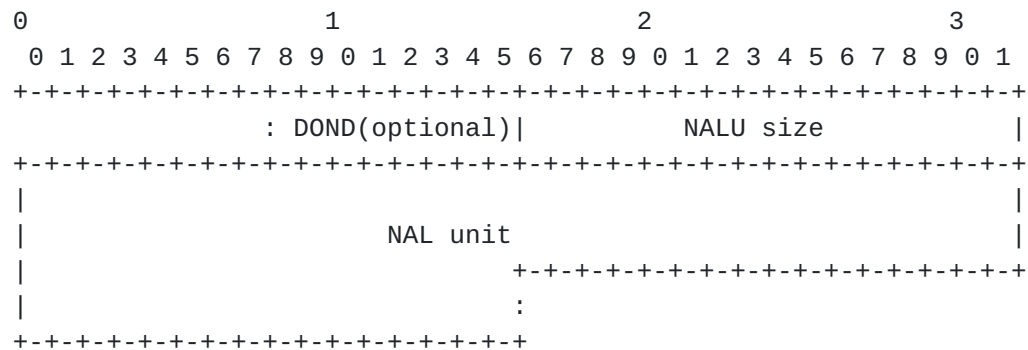 0                   1                   2                   3
 0 1 2 3 4 5 6 7 8 9 0 1 2 3 4 5 6 7 8 9 0 1 2 3 4 5 6 7 8 9 0 1
+-+-+-+-+-+-+-+-+-+-+-+-+-+-+-+-+-+-+-+-+-+-+-+-+-+-+-+-+-+-+-+-+
                : DOND(optional)|          NALU size            |
+-+-+-+-+-+-+-+-+-+-+-+-+-+-+-+-+-+-+-+-+-+-+-+-+-+-+-+-+-+-+-+-+
|                                                               |
|                       NAL unit                                |
|                               +-+-+-+-+-+-+-+-+-+-+-+-+-+-+-+-+
|                               :
+-+-+-+-+-+-+-+-+-+-+-+-+-+-+-+-+